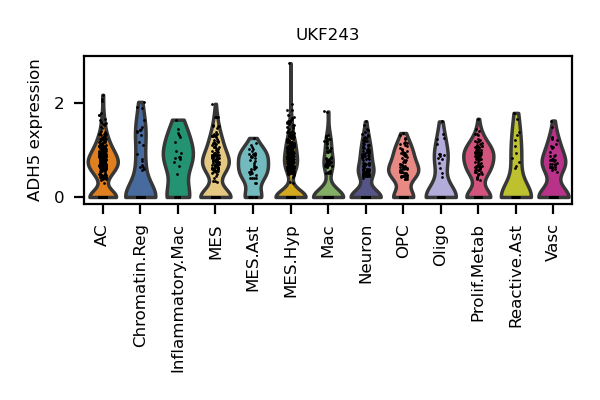 UKF243
ADH5 expression
2
0
AC
Chromatin.Reg
Inflammatory.Mac
MES
MES.Ast
MES.Hyp
Mac
Neuron
OPC
Oligo
Prolif.Metab
Reactive.Ast
Vasc